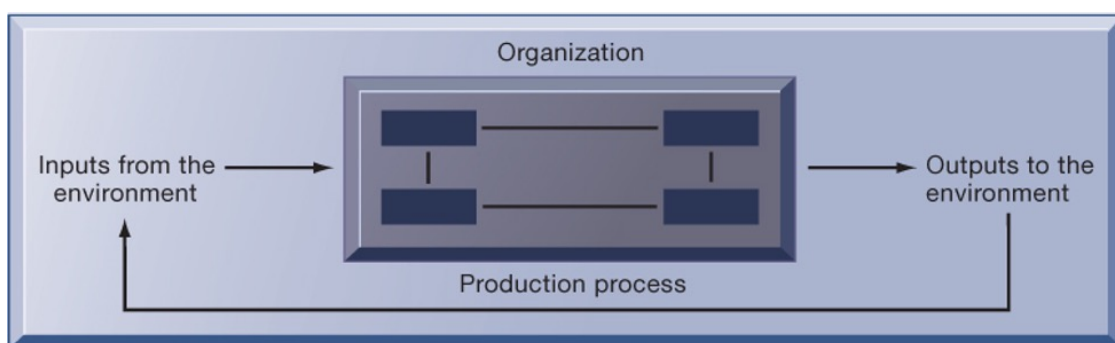 Organization
Inputs from the
environment
Outputs to the
environment
Production process